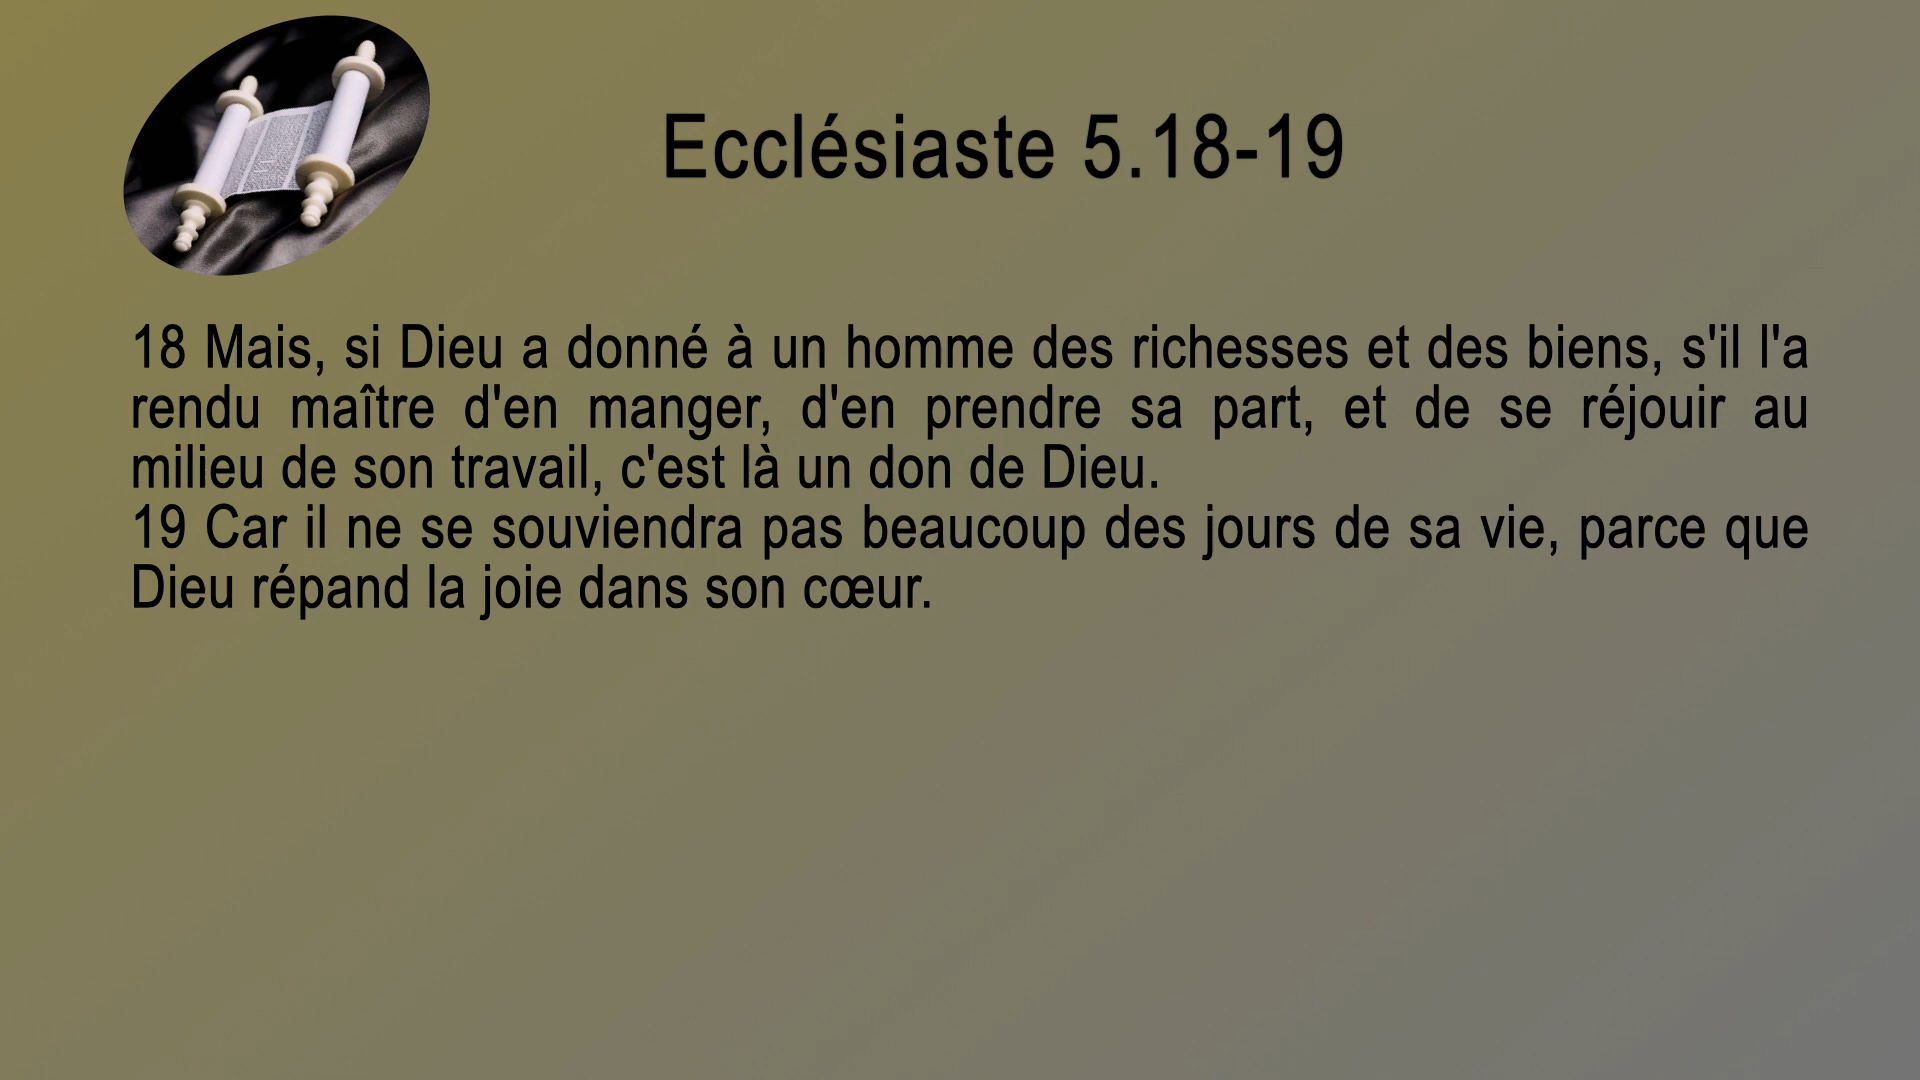 Ecclésiaste 5.18-19
18 Mais, si Dieu a donné à un homme des richesses et des biens, s'il l'a
rendu maître d'en manger, d'en prendre sa part, et de se réjouir au
milieu de son travail, c'est là un don de Dieu.
19 Car il ne se souviendra pas beaucoup des jours de sa vie, parce que
Dieu répand la joie dans son cœur.